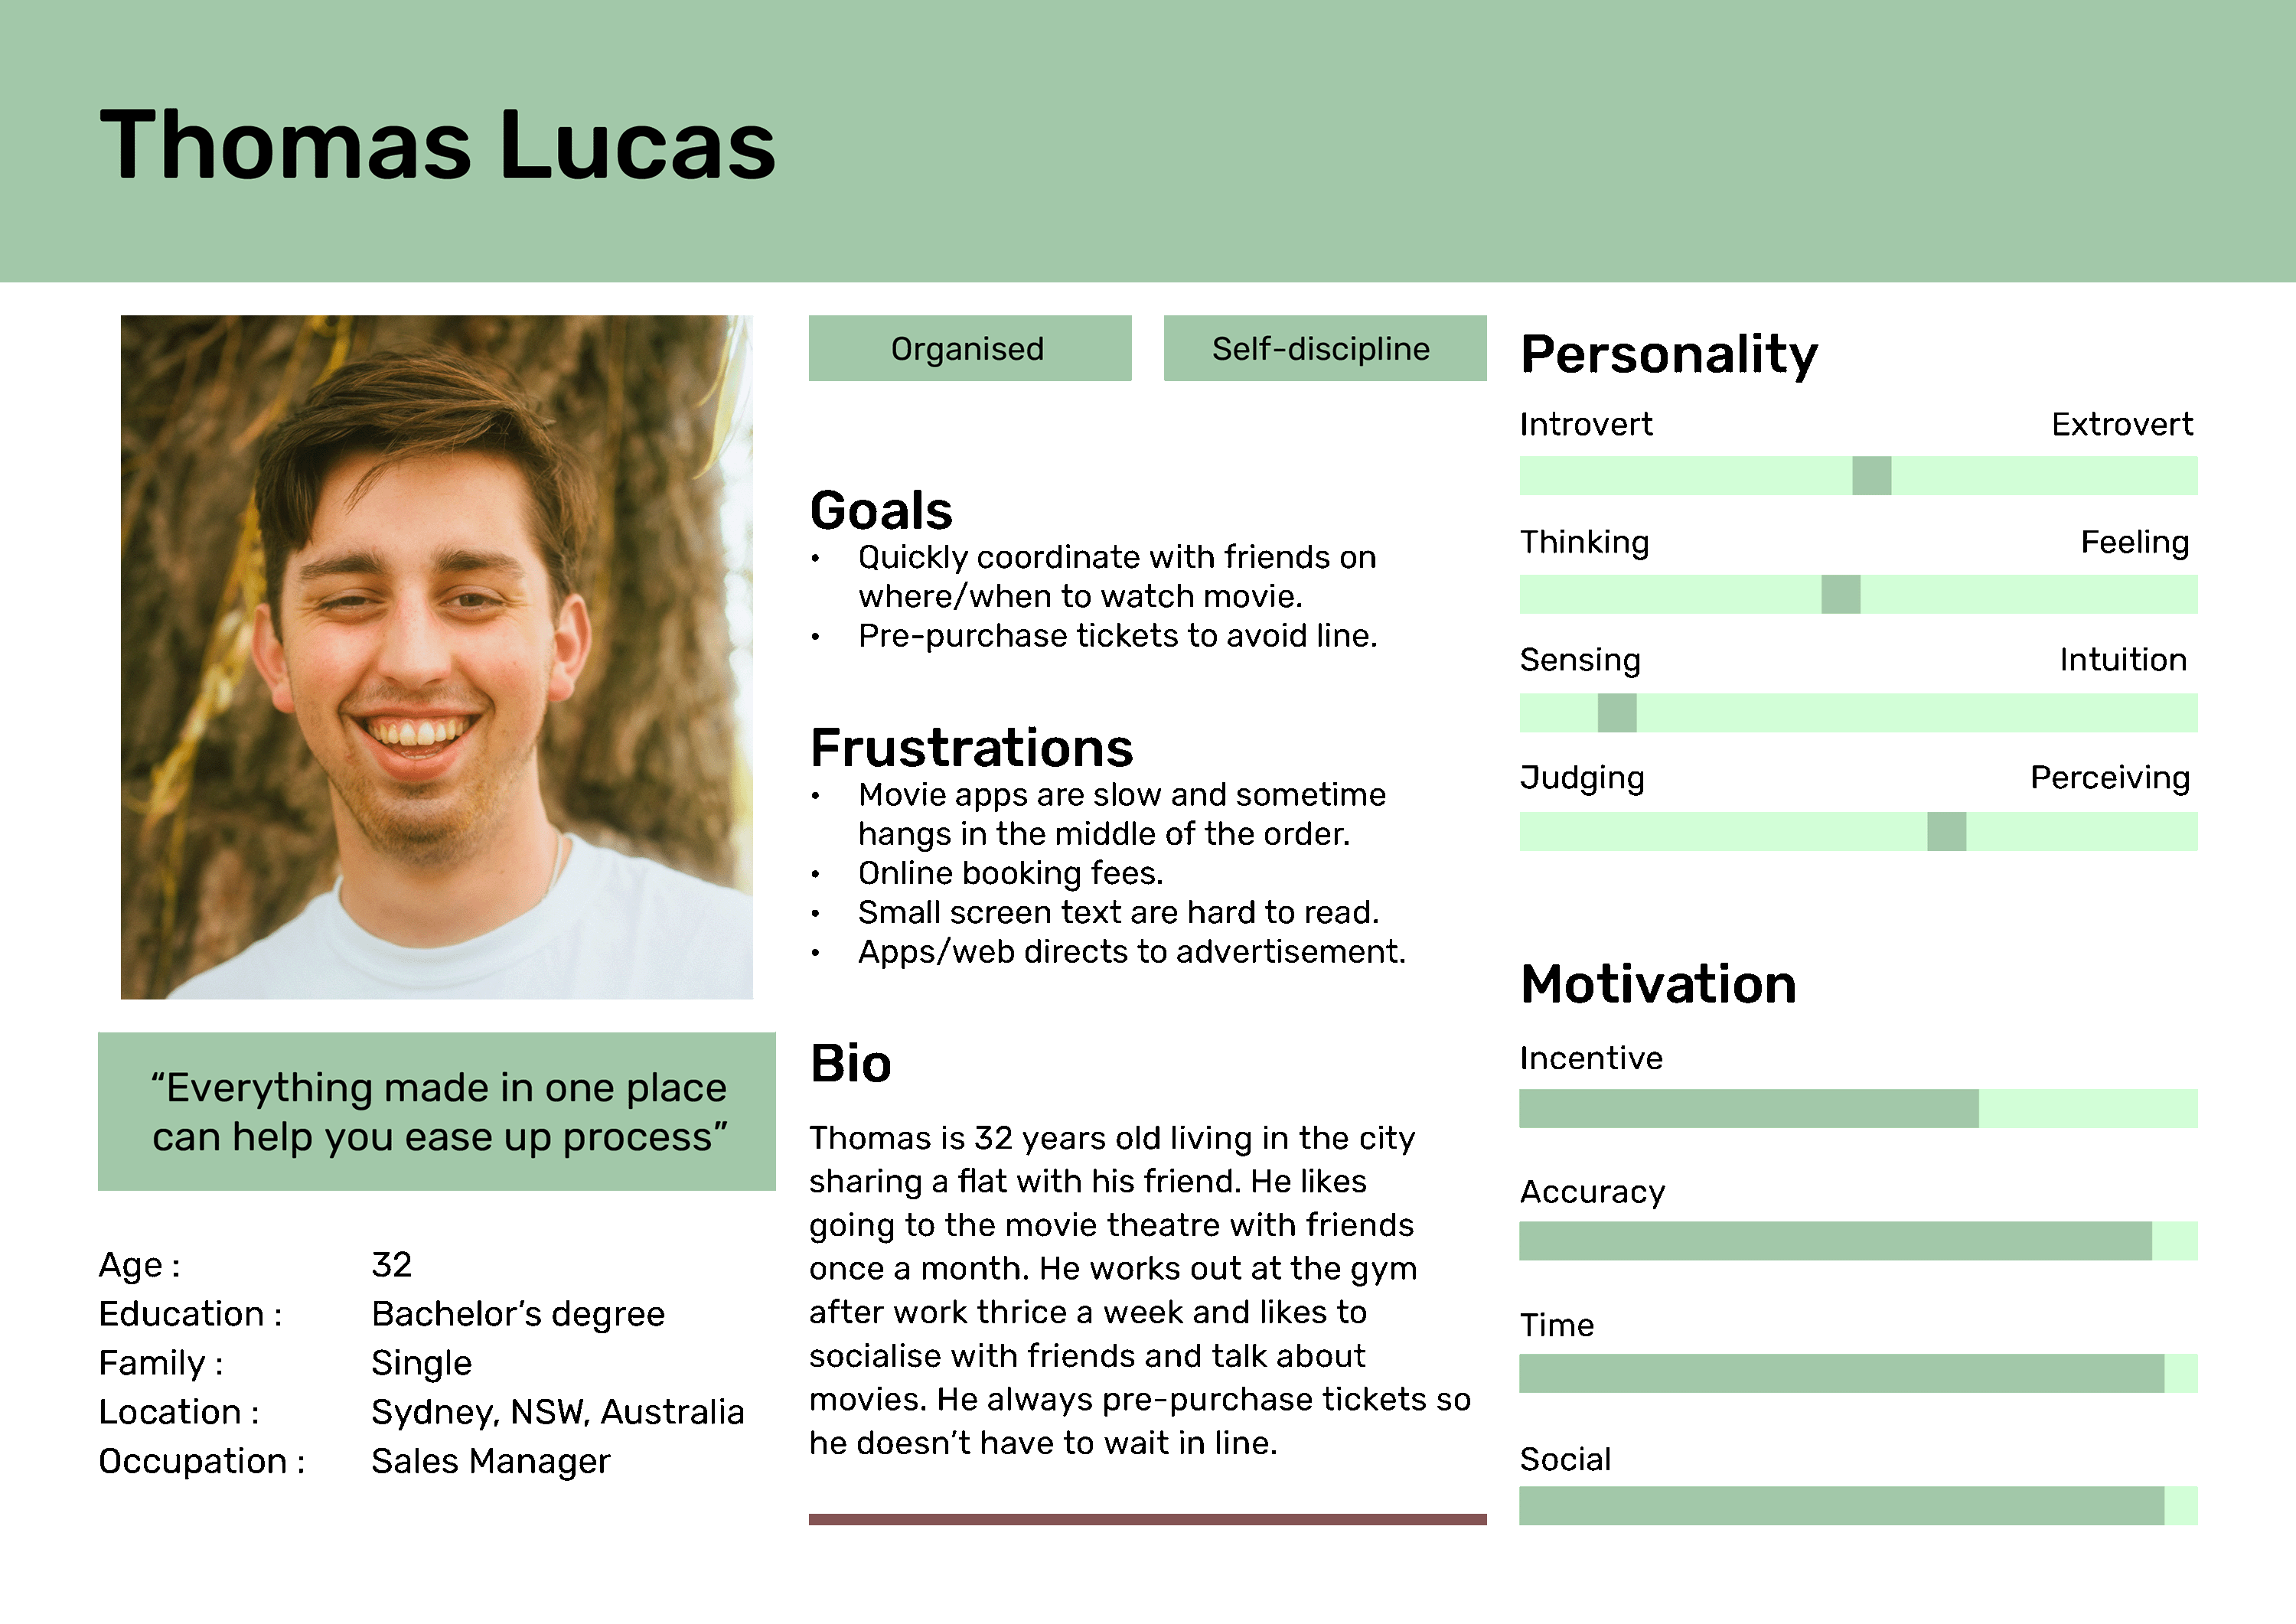 Thomas Lucas
“Everything made in one place
can help you ease up process”
Age : 32
Education : Bachelor’s degree
Family : Single
Location : Sydney, NSW, Australia
Occupation : Sales Manager
Organised
Self-discipline
Goals
• Quickly coordinate with friends on
where/when to watch movie.
• Pre-purchase tickets to avoid line.
Frustrations
• Movie apps are slow and sometime
hangs in the middle of the order.
• Online booking fees.
• Small screen text are hard to read.
• Apps/web directs to advertisement.
Bio
Thomas is 32 years old living in the city
sharing a flat with his friend. He likes
going to the movie theatre with friends
once a month. He works out at the gym
after work thrice a week and likes to
socialise with friends and talk about
movies. He always pre-purchase tickets so
he doesn’t have to wait in line.
Personality
Introvert Extrovert
Thinking Feeling
Sensing Intuition
Judging Perceiving
Motivation
Incentive
Accuracy
Time
Social